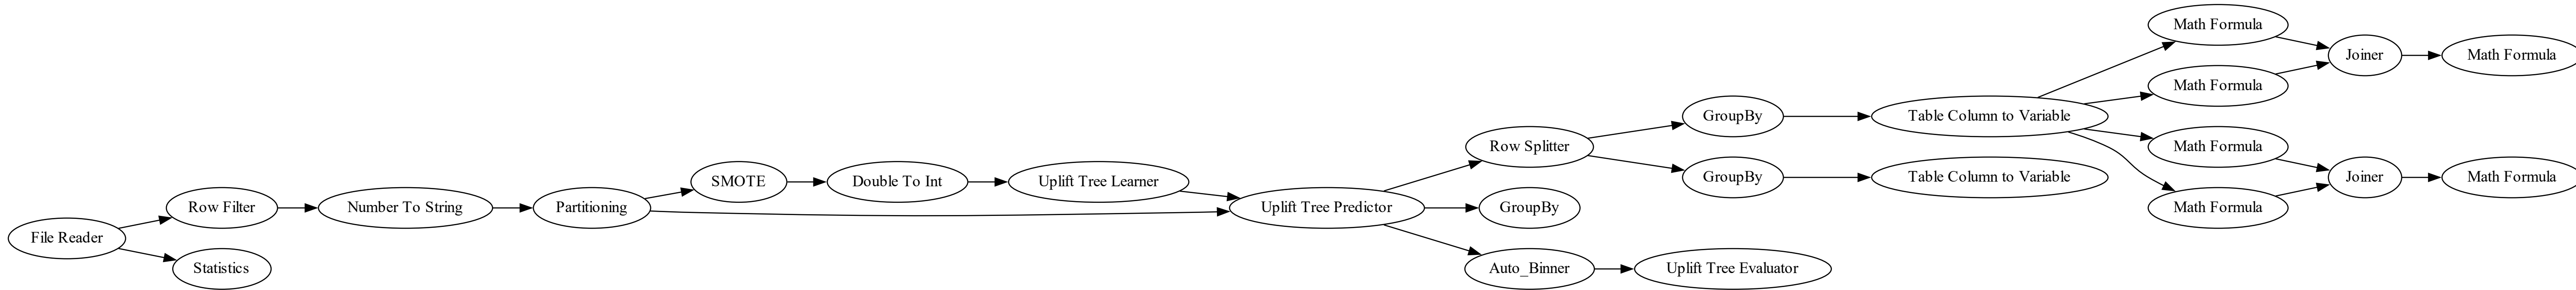 File Reader
Row Filter
Statistics
Number To String
Partitioning
SMOTE
Double To Int
Uplift Tree Learner
Uplift Tree Predictor
Row Splitter
GroupBy
Auto_Binner
GroupBy
GroupBy
Uplift Tree Evaluator
Table Column to Variable
Table Column to Variable
Math Formula
Math Formula
Math Formula
Math Formula
Joiner
Joiner
Math Formula
Math Formula